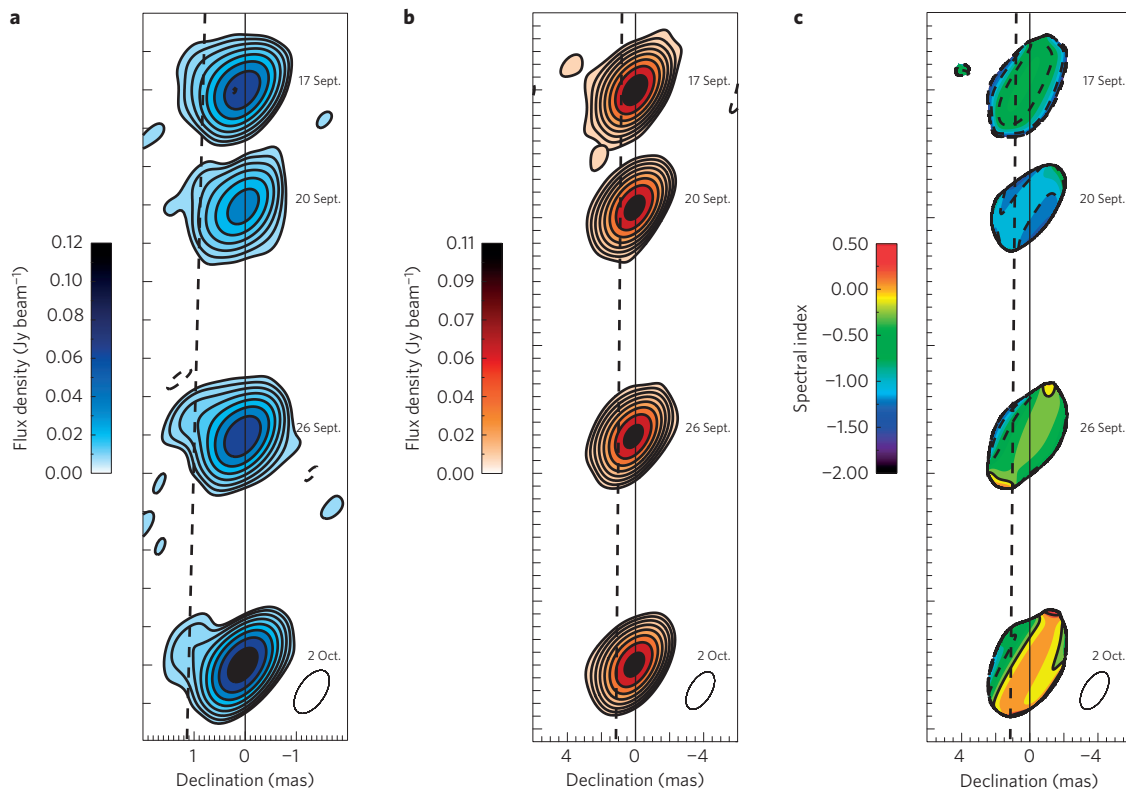 a
17 Sept.
20 Sept.
26 Sept.
2 Oct.
0.12
0.10
0.08
0.06
0.04
0.02
0.00
Flux density (Jy beam⁻¹)
1 0 −1
Declination (mas)
b
17 Sept.
20 Sept.
26 Sept.
2 Oct.
0.11
0.09
0.07
0.06
0.04
0.03
0.01
0.00
Flux density (Jy beam⁻¹)
4 0 −4
Declination (mas)
c
17 Sept.
20 Sept.
26 Sept.
2 Oct.
0.50
0.00
−0.50
−1.00
−1.50
−2.00
Spectral index
4 0 −4
Declination (mas)